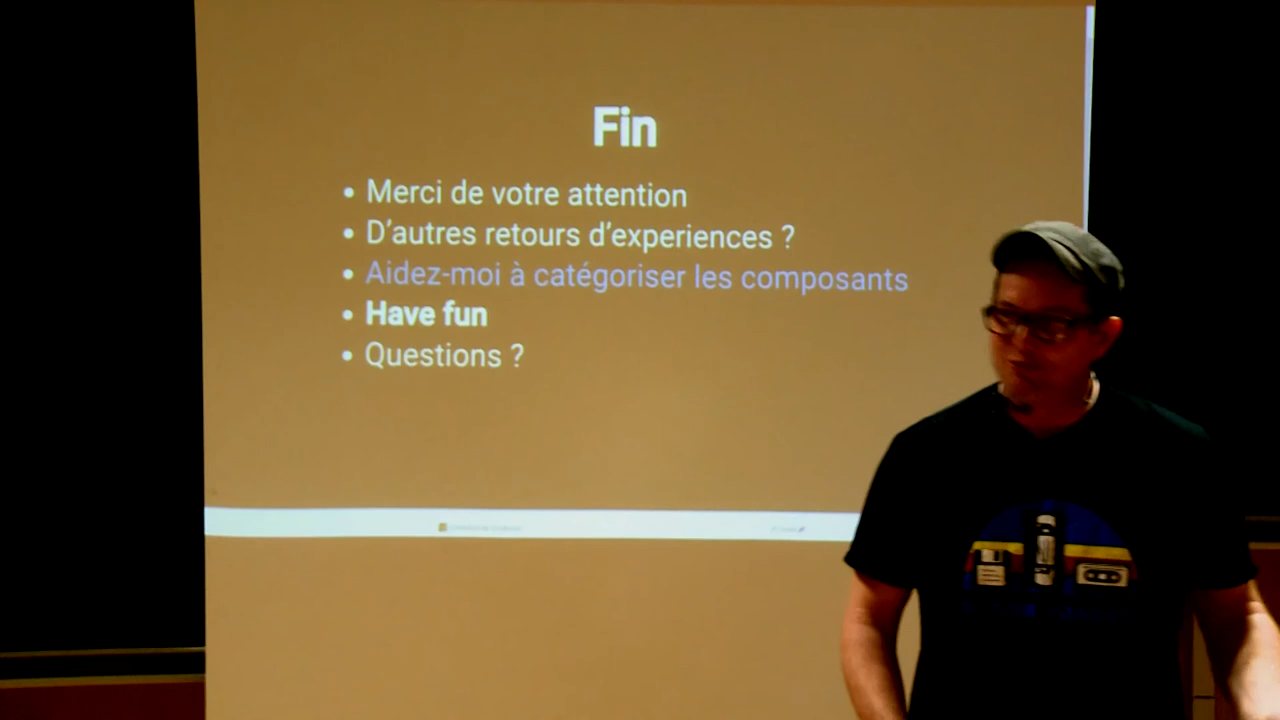 Fin
Merci de votre attention
D'autres retours d'experiences ?
Aidez-moi à catégoriser les composants
Have fun
Questions ?